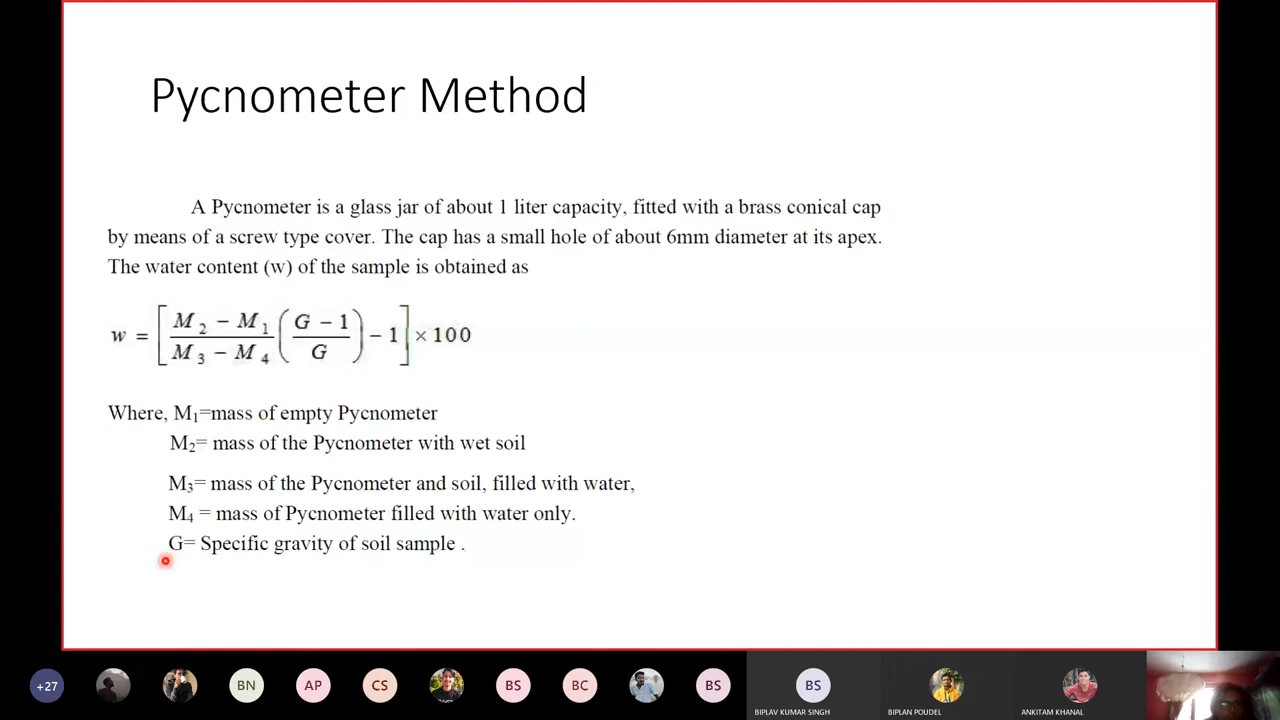 Pycnometer Method
A Pycnometer is a glass jar of about 1 liter capacity, fitted with a brass conical cap
by means of a screw type cover. The cap has a small hole of about 6mm diameter at its apex.
The water content (w) of the sample is obtained as
w = [ (M₂ − M₁)/(M₃ − M₄) ( (G − 1)/G ) − 1 ] × 100
Where, M₁=mass of empty Pycnometer
M₂= mass of the Pycnometer with wet soil
M₃= mass of the Pycnometer and soil, filled with water,
M₄ = mass of Pycnometer filled with water only.
G= Specific gravity of soil sample .
+27 BN AP CS BS BC BS BS
BIPLAV KUMAR SINGH BIPLAN POUDEL ANKITAM KHANAL